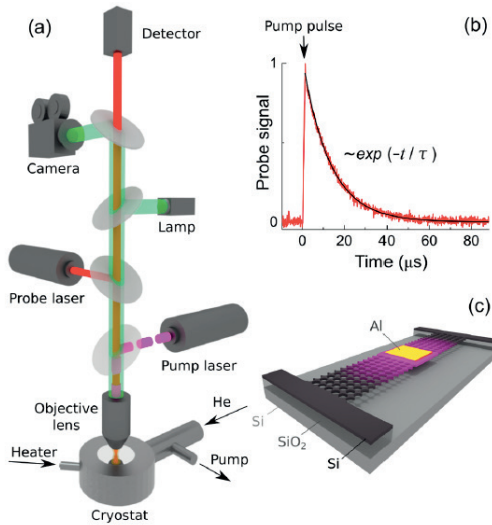 (a)
Detector
Camera
Lamp
Probe laser
Pump laser
Objective
lens
He
Heater
Pump
Cryostat
(b)
Pump pulse
1
0
Probe signal
~exp (-t / τ)
0 20 40 60 80
Time (μs)
(c)
Al
Si
SiO₂
Si